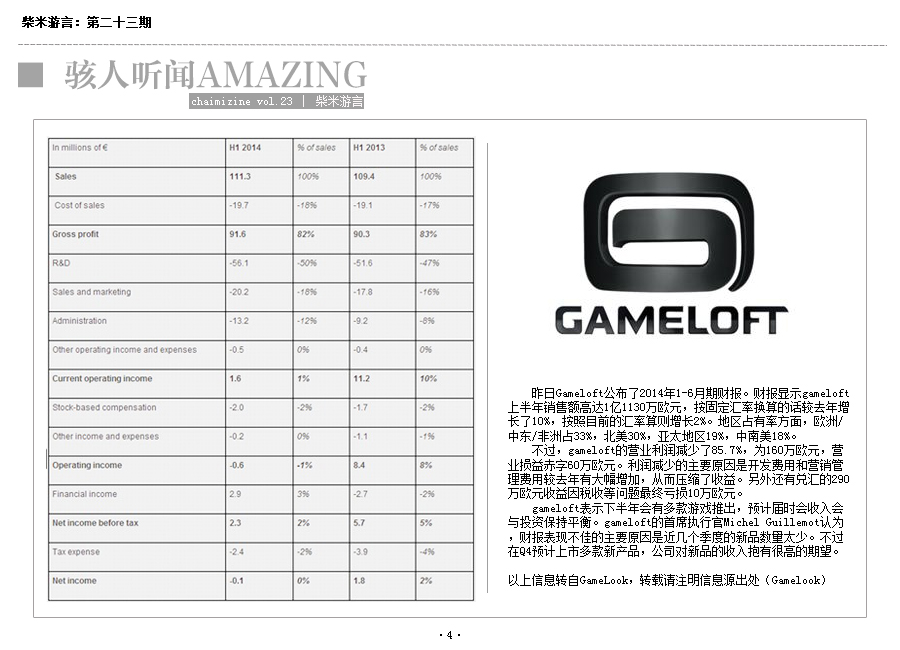 柴米游言：第二十三期
骇人听闻AMAZING
chaimizine vol.23 | 柴米游言
In millions of € H1 2014 % of sales H1 2013 % of sales
Sales 111.3 100% 109.4 100%
Cost of sales -19.7 -18% -19.1 -17%
Gross profit 91.6 82% 90.3 83%
R&D -56.1 -50% -51.6 -47%
Sales and marketing -20.2 -18% -17.8 -16%
Administration -13.2 -12% -9.2 -8%
Other operating income and expenses -0.5 0% -0.4 0%
Current operating income 1.6 1% 11.2 10%
Stock-based compensation -2.0 -2% -1.7 -2%
Other income and expenses -0.2 0% -1.1 -1%
Operating income -0.6 -1% 8.4 8%
Financial income 2.9 3% -2.7 -2%
Net income before tax 2.3 2% 5.7 5%
Tax expense -2.4 -2% -3.9 -4%
Net income -0.1 0% 1.8 2%
GAMELOFT
昨日Gameloft公布了2014年1-6月期财报。财报显示gameloft
上半年销售额高达1亿1130万欧元，按固定汇率换算的话较去年增
长了10%，按照目前的汇率算则增长2%。地区占有率方面，欧洲/
中东/非洲占33%，北美30%，亚太地区19%，中南美18%。
不过，gameloft的营业利润减少了85.7%，为160万欧元，营
业损益赤字60万欧元。利润减少的主要原因是开发费用和营销管
理费用较去年有大幅增加，从而压缩了收益。另外还有兑汇的290
万欧元收益因税收等问题最终亏损10万欧元。
gameloft表示下半年会有多款游戏推出，预计届时会收入会
与投资保持平衡。gameloft的首席执行官Michel Guillemot认为
，财报表现不佳的主要原因是近几个季度的新品数量太少。不过
在Q4预计上市多款新产品，公司对新品的收入抱有很高的期望。
以上信息转自GameLook，转载请注明信息源出处（Gamelook）
·4·